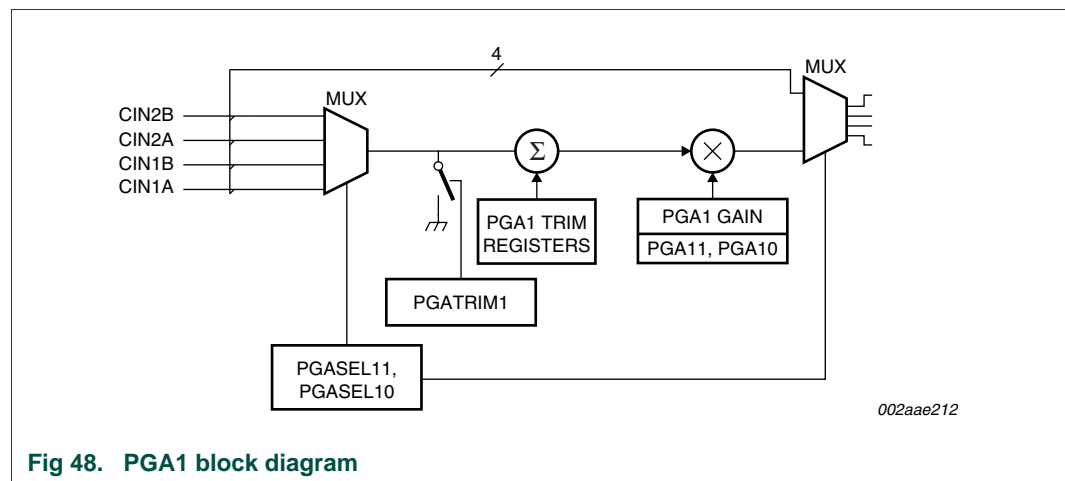 4
MUX
MUX
CIN2B
CIN2A
CIN1B
CIN1A
Σ
×
PGA1 TRIM
REGISTERS
PGA1 GAIN
PGA11, PGA10
PGATRIM1
PGASEL11,
PGASEL10
002aae212
Fig 48. PGA1 block diagram